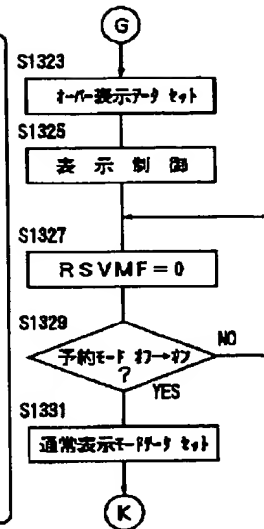 G
S1323
オーバー表示データ セット
S1325
表 示 制 御
S1327
RSVMF=0
S1329
予約モード オフ→オン
?
NO
YES
S1331
通常表示モードデータ セット
K